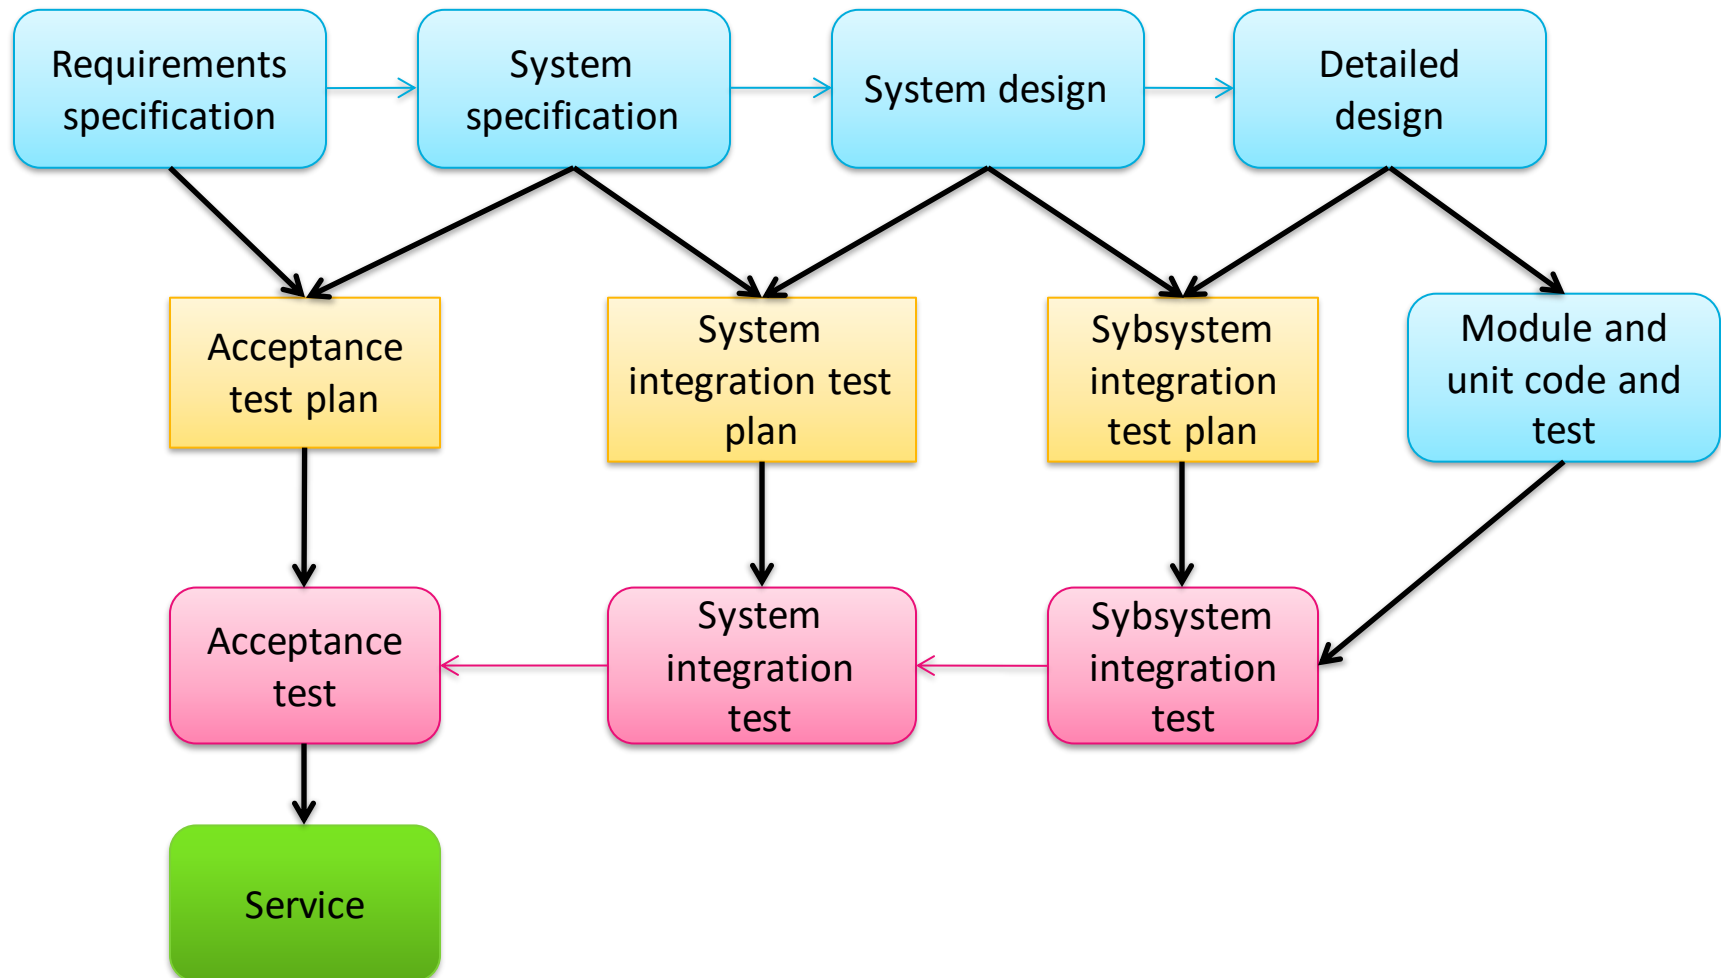 Requirements
specification
System
specification
System design
Detailed
design
Acceptance
test plan
System
integration test
plan
Sybsystem
integration
test plan
Module and
unit code and
test
Acceptance
test
System
integration
test
Sybsystem
integration
test
Service